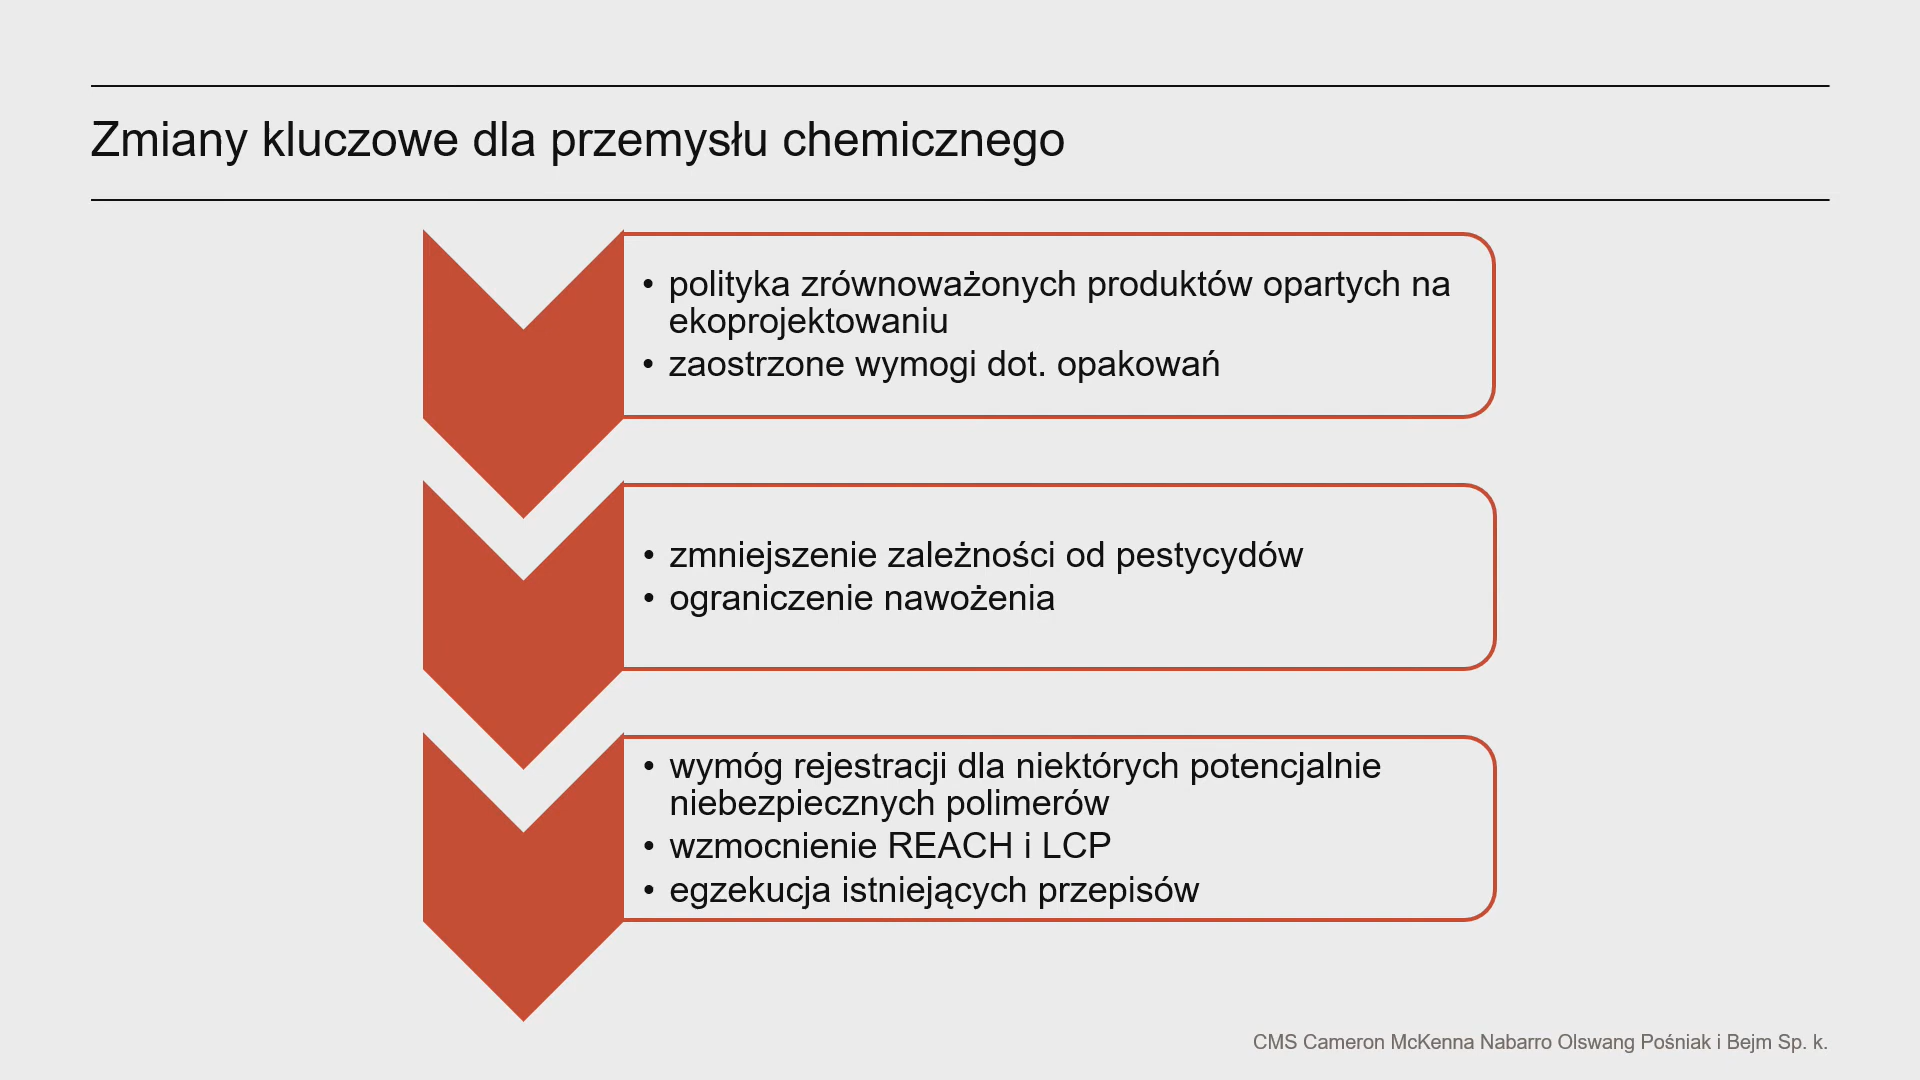 Zmiany kluczowe dla przemysłu chemicznego
• polityka zrównoważonych produktów opartych na
ekoprojektowaniu
• zaostrzone wymogi dot. opakowań
• zmniejszenie zależności od pestycydów
• ograniczenie nawożenia
• wymóg rejestracji dla niektórych potencjalnie
niebezpiecznych polimerów
• wzmocnienie REACH i LCP
• egzekucja istniejących przepisów
CMS Cameron McKenna Nabarro Olswang Pośniak i Bejm Sp. k.